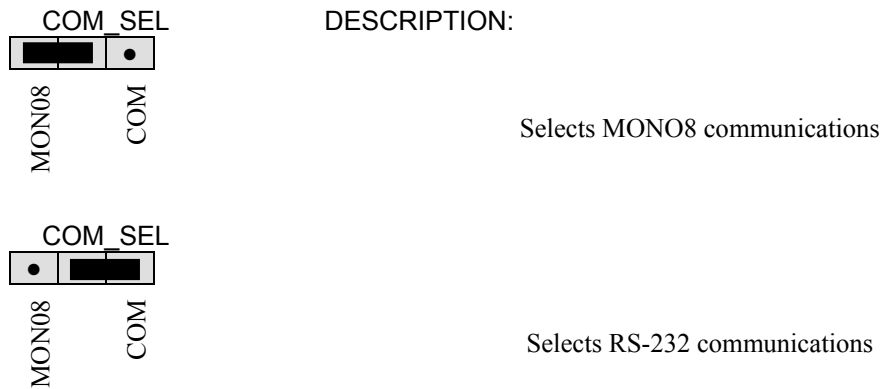 COM_SEL DESCRIPTION:
MON08 COM Selects MONO8 communications
COM_SEL
MON08 COM Selects RS-232 communications